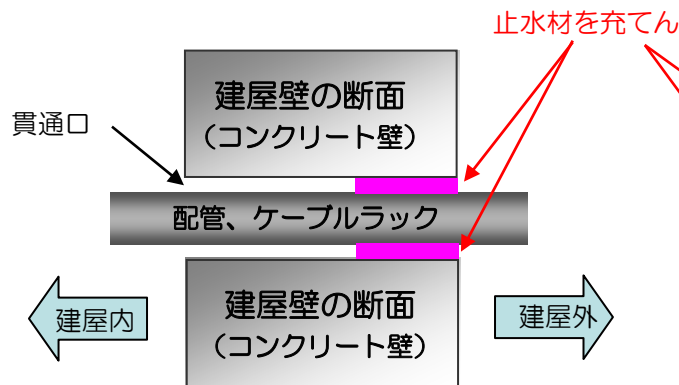 止水材を充てん
建屋壁の断面
（コンクリート壁）
貫通口
配管、ケーブルラック
建屋壁の断面
（コンクリート壁）
建屋内
建屋外